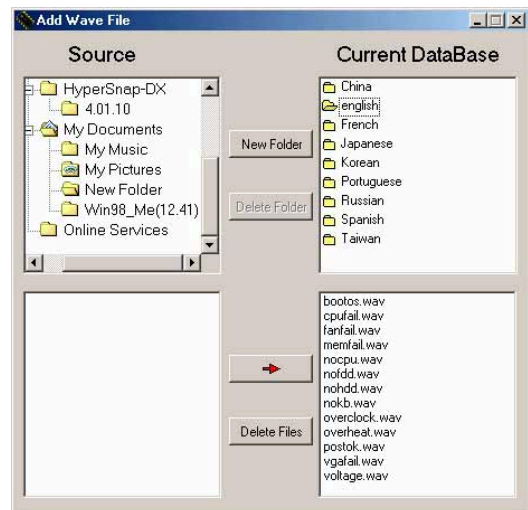 Add Wave File
Source
Current DataBase
HyperSnap-DX
4.01.10
My Documents
My Music
My Pictures
New Folder
Win98_Me(12.41)
Online Services
New Folder
Delete Folder
China
english
French
Japanese
Korean
Portuguese
Russian
Spanish
Taiwan
Delete Files
bootos.wav
cpufail.wav
fanfail.wav
memfail.wav
nocpu.wav
nofdd.wav
nohdd.wav
nokb.wav
overclock.wav
overheat.wav
postok.wav
vgafail.wav
voltage.wav